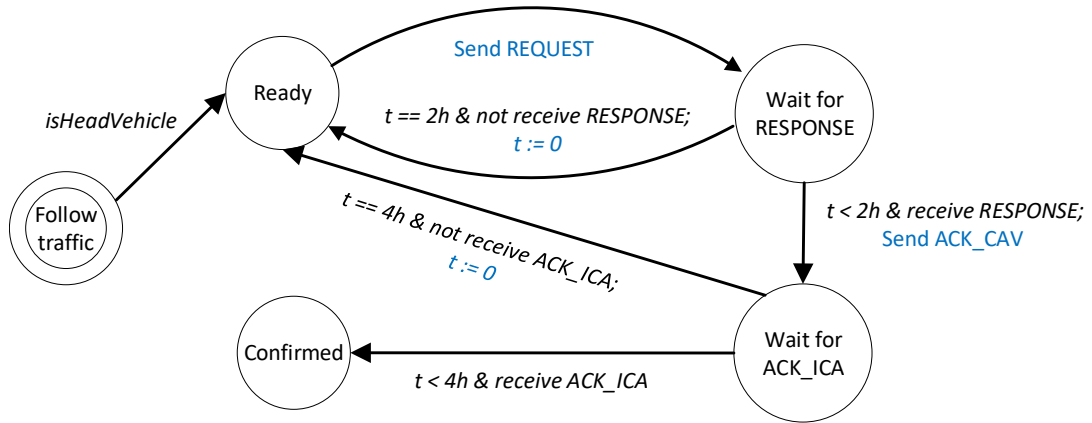 Send REQUEST
Ready
Wait for
RESPONSE
t == 2h & not receive RESPONSE;
t := 0
isHeadVehicle
Follow
traffic
t < 2h & receive RESPONSE;
Send ACK_CAV
t == 4h & not receive ACK_ICA;
t := 0
Confirmed
Wait for
ACK_ICA
t < 4h & receive ACK_ICA